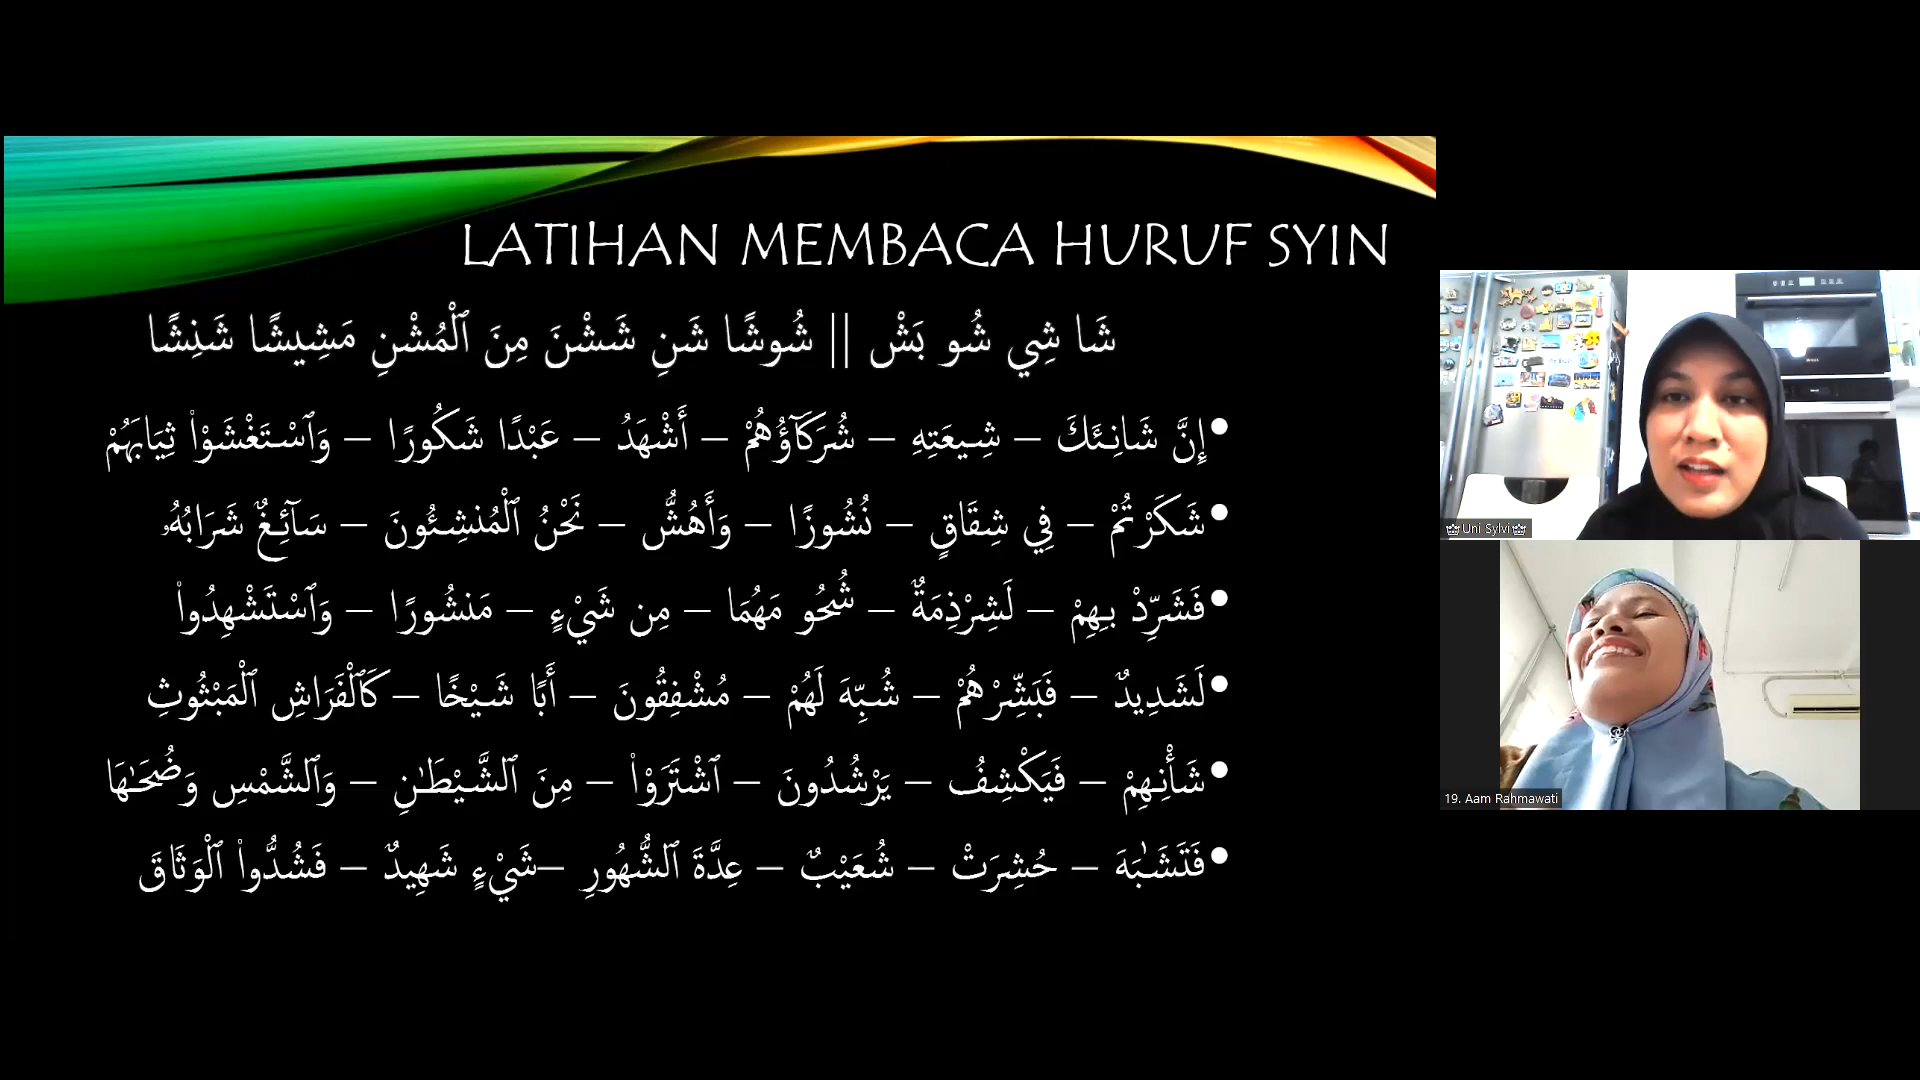 LATIHAN MEMBACA HURUF SYIN
شَا شِي شُو بَشْ || شُوشًا شَنِ شَشْنَ مِنَ ٱلْمُشْنِ مَشِيشًا شَنِشًا
•إِنَّ شَانِئَكَ – شِيعَتِهِ – شُرَكَآؤُهُمْ – أَشْهَدُ – عَبْدًا شَكُورًا – وَٱسْتَغْشَوْا۟ ثِيَابَهُمْ
•شَكَرْتُمْ – فِي شِقَاقٍ – نُشُوزًا – وَأَهُشُّ – نَحْنُ ٱلْمُنشِئُونَ – سَآئِغٌ شَرَابُهُۥ
•فَشَرِّدْ بِهِمْ – لَشِرْذِمَةٌ – شُحُو مَهُمَا – مِن شَيْءٍ – مَنشُورًا – وَٱسْتَشْهِدُوا۟
•لَشَدِيدٌ – فَبَشِّرْهُمْ – شُبِّهَ لَهُمْ – مُشْفِقُونَ – أَبًا شَيْخًا – كَٱلْفَرَاشِ ٱلْمَبْثُوثِ
•شَأْنِهِمْ – فَيَكْشِفُ – يَرْشُدُونَ – ٱشْتَرَوْا۟ – مِنَ ٱلشَّيْطَـٰنِ – وَٱلشَّمْسِ وَضُحَـٰهَا
•فَتَشَـٰبَهَ – حُشِرَتْ – شُعَيْبٌ – عِدَّةَ ٱلشُّهُورِ –شَيْءٍ شَهِيدٌ – فَشُدُّوا۟ ٱلْوَثَاقَ
Uni Sylvi
19. Aam Rahmawati